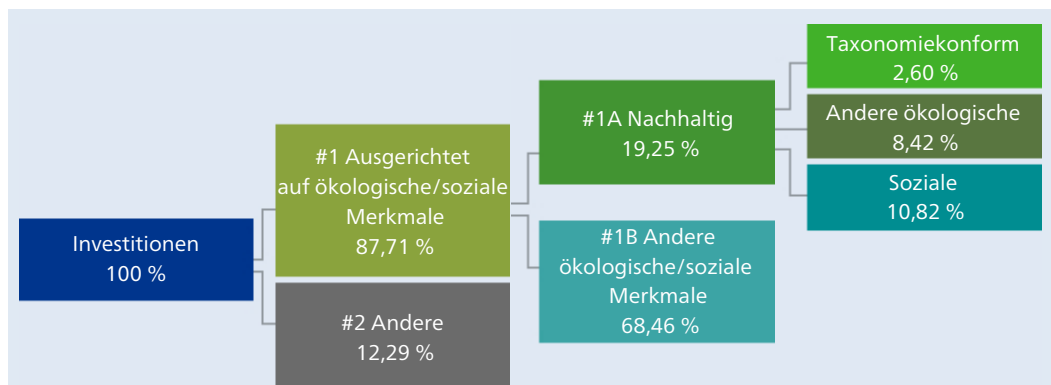 Investitionen
100 %
#1 Ausgerichtet
auf ökologische/soziale
Merkmale
87,71 %
#2 Andere
12,29 %
#1A Nachhaltig
19,25 %
#1B Andere
ökologische/soziale
Merkmale
68,46 %
Taxonomiekonform
2,60 %
Andere ökologische
8,42 %
Soziale
10,82 %